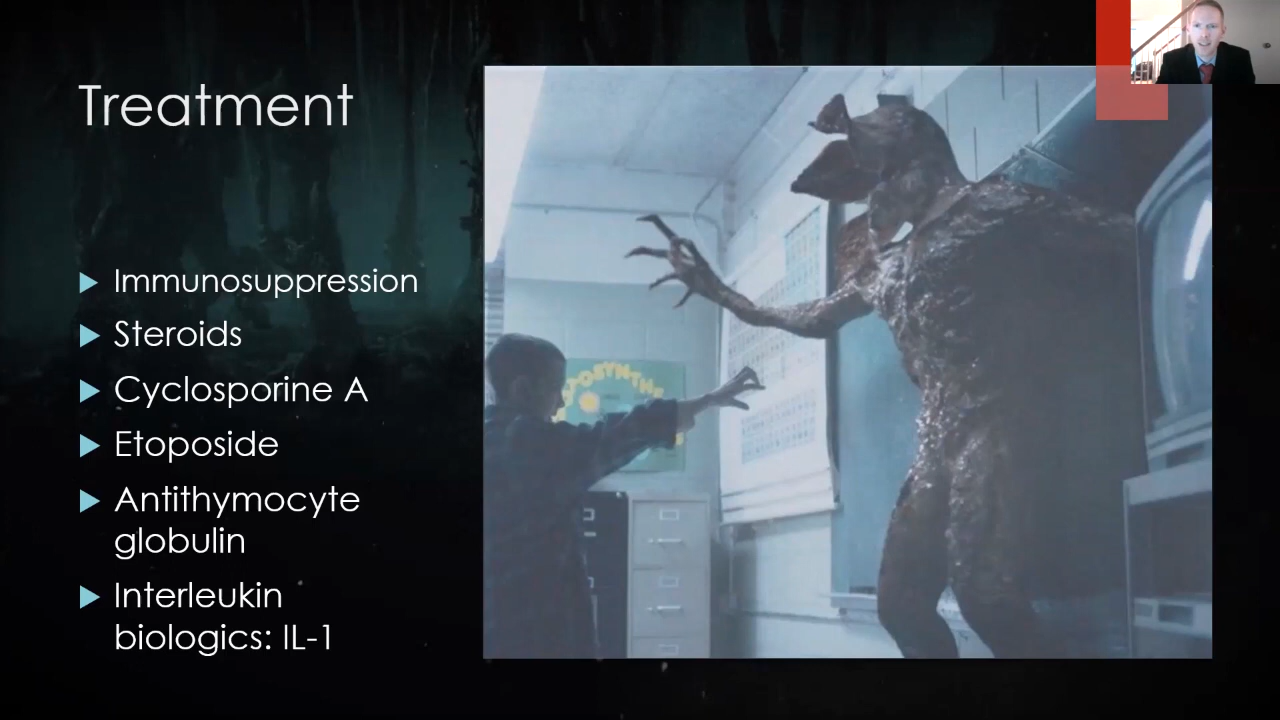 Treatment
Immunosuppression
Steroids
Cyclosporine A
Etoposide
Antithymocyte
globulin
Interleukin
biologics: IL-1